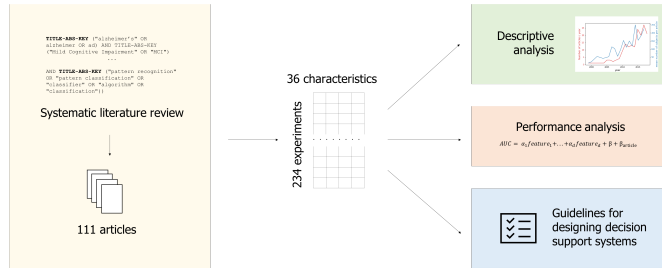 TITLE-ABS-KEY ("alzheimer's" OR
alzheimer OR ad) AND TITLE-ABS-KEY
("Mild Cognitive Impairment" OR "MCI")
...
AND TITLE-ABS-KEY ("pattern recognition"
OR "pattern classification" OR
"classifier" OR "algorithm" OR
"classification"))
Systematic literature review
111 articles
36 characteristics
234 experiments
Descriptive
analysis
Performance analysis
AUC = α₁feature₁+...+αₙfeatureₙ + β + βarticle
Guidelines for
designing decision
support systems